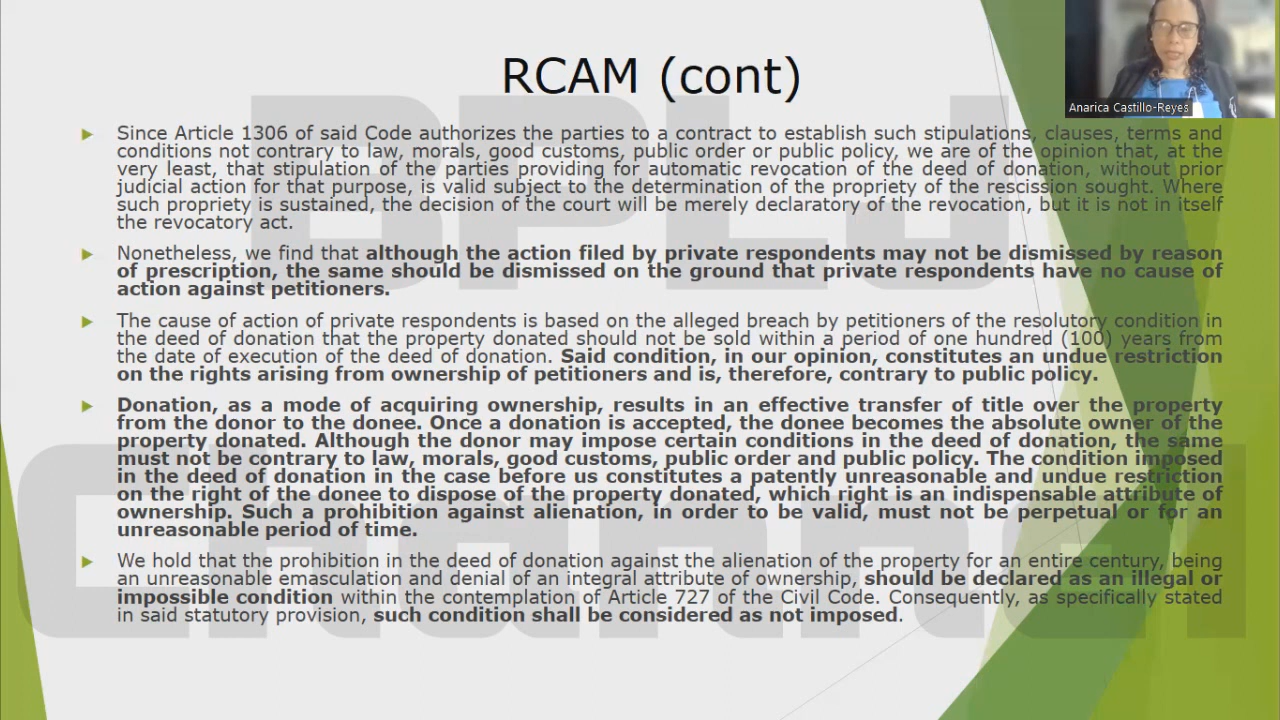 RCAM (cont)
Anarica Castillo-Reyes
Since Article 1306 of said Code authorizes the parties to a contract to establish such stipulations, clauses, terms and
conditions not contrary to law, morals, good customs, public order or public policy, we are of the opinion that, at the
very least, that stipulation of the parties providing for automatic revocation of the deed of donation, without prior
judicial action for that purpose, is valid subject to the determination of the propriety of the rescission sought. Where
such propriety is sustained, the decision of the court will be merely declaratory of the revocation, but it is not in itself
the revocatory act.
Nonetheless, we find that although the action filed by private respondents may not be dismissed by reason
of prescription, the same should be dismissed on the ground that private respondents have no cause of
action against petitioners.
The cause of action of private respondents is based on the alleged breach by petitioners of the resolutory condition in
the deed of donation that the property donated should not be sold within a period of one hundred (100) years from
the date of execution of the deed of donation. Said condition, in our opinion, constitutes an undue restriction
on the rights arising from ownership of petitioners and is, therefore, contrary to public policy.
Donation, as a mode of acquiring ownership, results in an effective transfer of title over the property
from the donor to the donee. Once a donation is accepted, the donee becomes the absolute owner of the
property donated. Although the donor may impose certain conditions in the deed of donation, the same
must not be contrary to law, morals, good customs, public order and public policy. The condition imposed
in the deed of donation in the case before us constitutes a patently unreasonable and undue restriction
on the right of the donee to dispose of the property donated, which right is an indispensable attribute of
ownership. Such a prohibition against alienation, in order to be valid, must not be perpetual or for an
unreasonable period of time.
We hold that the prohibition in the deed of donation against the alienation of the property for an entire century, being
an unreasonable emasculation and denial of an integral attribute of ownership, should be declared as an illegal or
impossible condition within the contemplation of Article 727 of the Civil Code. Consequently, as specifically stated
in said statutory provision, such condition shall be considered as not imposed.
BPLJ
Channel